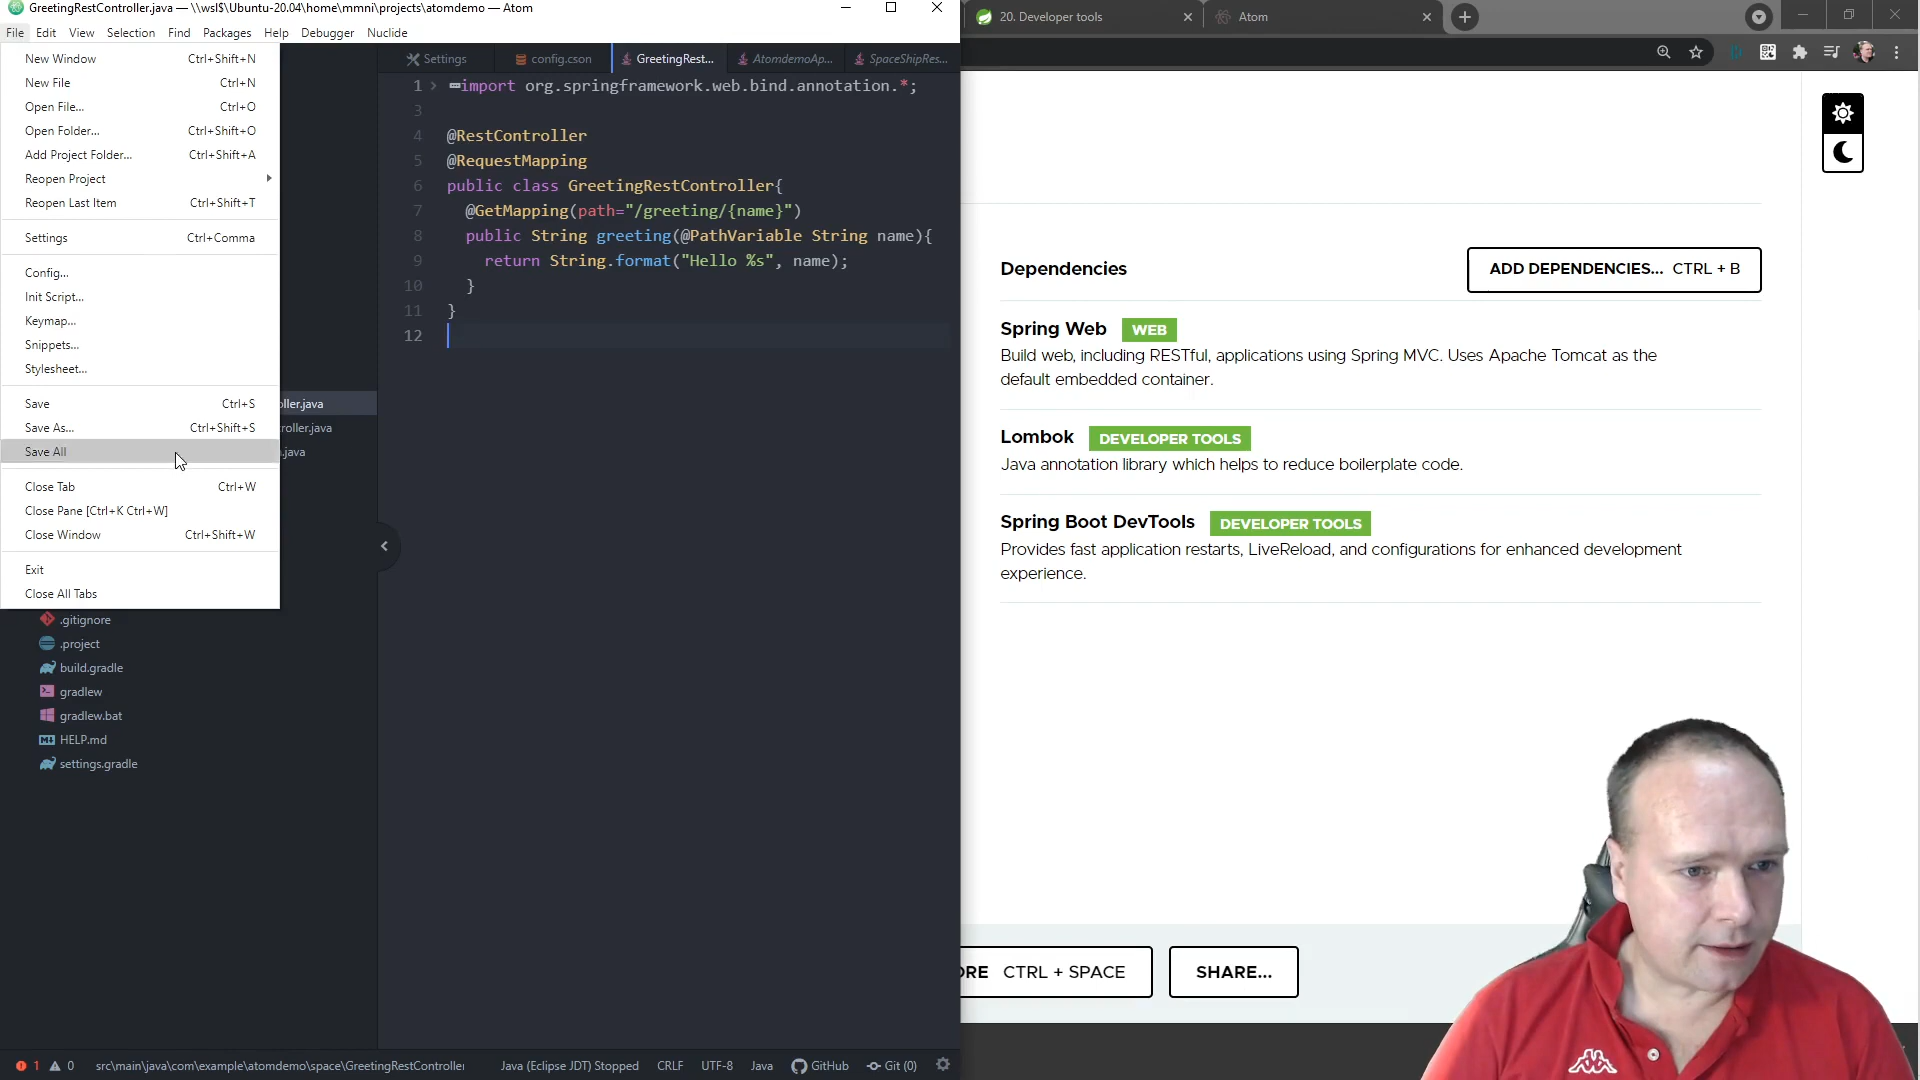 GreetingRestController.java — \\wsl$\Ubuntu-20.04\home\mmni\projects\atomdemo — Atom
File Edit View Selection Find Packages Help Debugger Nuclide
New Window Ctrl+Shift+N
New File Ctrl+N
Open File... Ctrl+O
Open Folder... Ctrl+Shift+O
Add Project Folder... Ctrl+Shift+A
Reopen Project
Reopen Last Item Ctrl+Shift+T
Settings Ctrl+Comma
Config...
Init Script...
Keymap...
Snippets...
Stylesheet...
Save Ctrl+S
Save As... Ctrl+Shift+S
Save All
Close Tab Ctrl+W
Close Pane [Ctrl+K Ctrl+W]
Close Window Ctrl+Shift+W
Exit
Close All Tabs
ller.java
roller.java
.java
.gitignore
.project
build.gradle
gradlew
gradlew.bat
HELP.md
settings.gradle
Settings config.cson GreetingRest... AtomdemoAp... SpaceShipRes...
1 import org.springframework.web.bind.annotation.*;
3
4 @RestController
5 @RequestMapping
6 public class GreetingRestController{
7 @GetMapping(path="/greeting/{name}")
8 public String greeting(@PathVariable String name){
9 return String.format("Hello %s", name);
10 }
11 }
12
1 0 src\main\java\com\example\atomdemo\space\GreetingRestController Java (Eclipse JDT) Stopped CRLF UTF-8 Java GitHub Git (0)
20. Developer tools Atom
Dependencies ADD DEPENDENCIES... CTRL + B
Spring Web WEB
Build web, including RESTful, applications using Spring MVC. Uses Apache Tomcat as the
default embedded container.
Lombok DEVELOPER TOOLS
Java annotation library which helps to reduce boilerplate code.
Spring Boot DevTools DEVELOPER TOOLS
Provides fast application restarts, LiveReload, and configurations for enhanced development
experience.
ORE CTRL + SPACE SHARE...